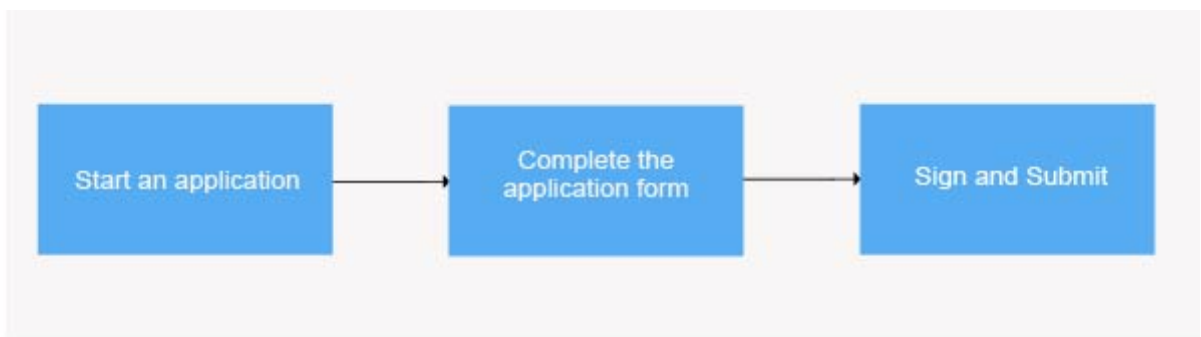 Start an application
Complete the
application form
Sign and Submit